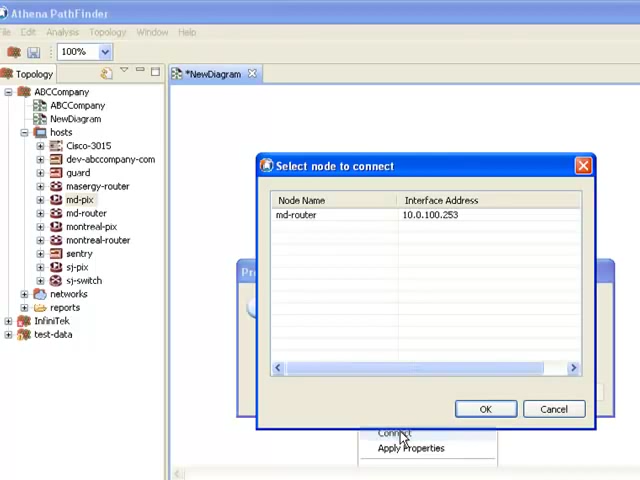 Athena PathFinder
File Edit Analysis Topology Window Help
100%
Topology
*NewDiagram
ABCCompany
ABCCompany
NewDiagram
hosts
Cisco-3015
dev-abccompany-com
guard
masergy-router
md-pix
md-router
montreal-pix
montreal-router
sentry
sj-pix
sj-switch
networks
reports
InfiniTek
test-data
Select node to connect
Node Name Interface Address
md-router 10.0.100.253
OK Cancel
Connect
Apply Properties